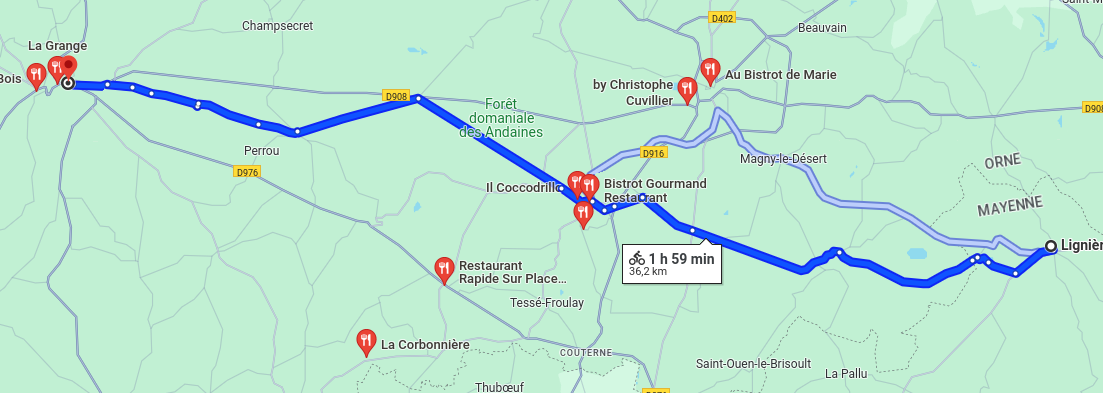 Champsecret
D402
Beauvain
La Grange
Bois
Au Bistrot de Marie
by Christophe
Cuvillier
D908
D908
Forêt
domaniale
des Andaines
Perrou
D916
Magny-le-Désert
ORNE
D976
Il Coccodrillo
Bistrot Gourmand
Restaurant
MAYENNE
Lignièr
1 h 59 min
36,2 km
Restaurant
Rapide Sur Place...
Tessé-Froulay
La Corbonnière
COUTERNE
Saint-Ouen-le-Brisoult
La Pallu
Thubœuf